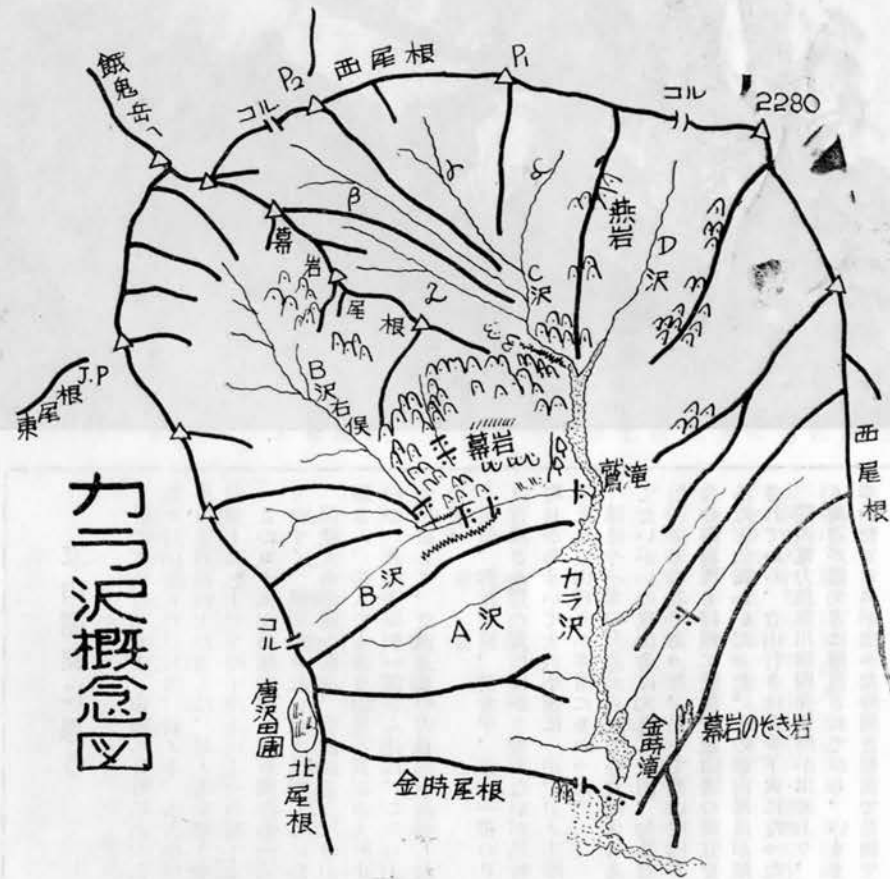 餓鬼岳へ
コル
P2
西尾根
P1
コル
2280
β
γ
δ
燕岩
D沢
幕岩尾根
C沢
B沢右俣
J.P
東尾根
幕岩
鷲滝
西尾根
B沢
カラ沢
A沢
コル
唐沢田圃
北尾根
金時尾根
金時滝
幕岩のぞき岩
カラ沢概念図